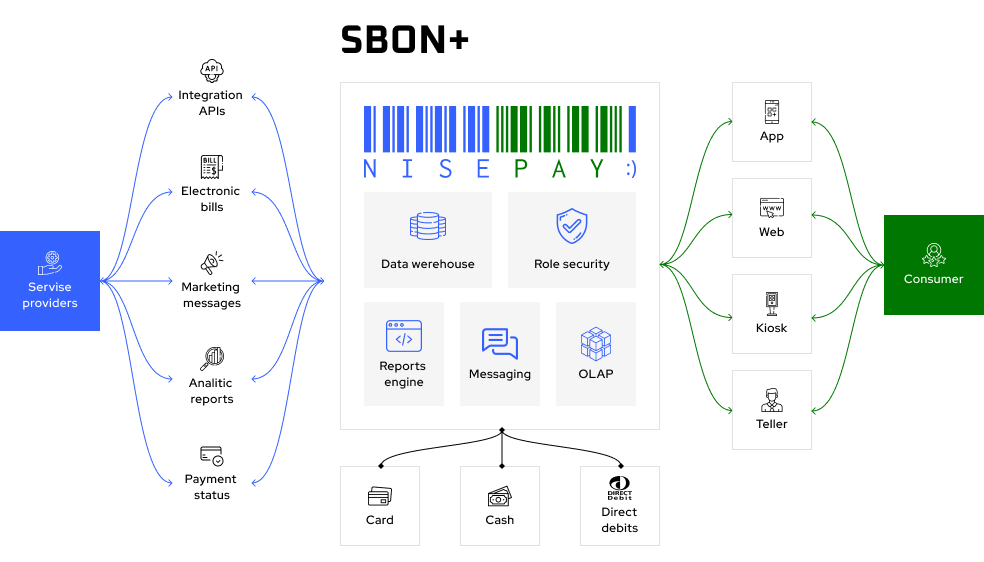 SBON+
API
Integration
APIs
BILL
$
Electronic
bills
Marketing
messages
Analitic
reports
Payment
status
Servise
providers
NISEPAY:)
Data werehouse
Role security
</>
Reports
engine
Messaging
OLAP
Card
Cash
DIRECT
Debit
Direct
debits
App
WWW
Web
Kiosk
Teller
Consumer